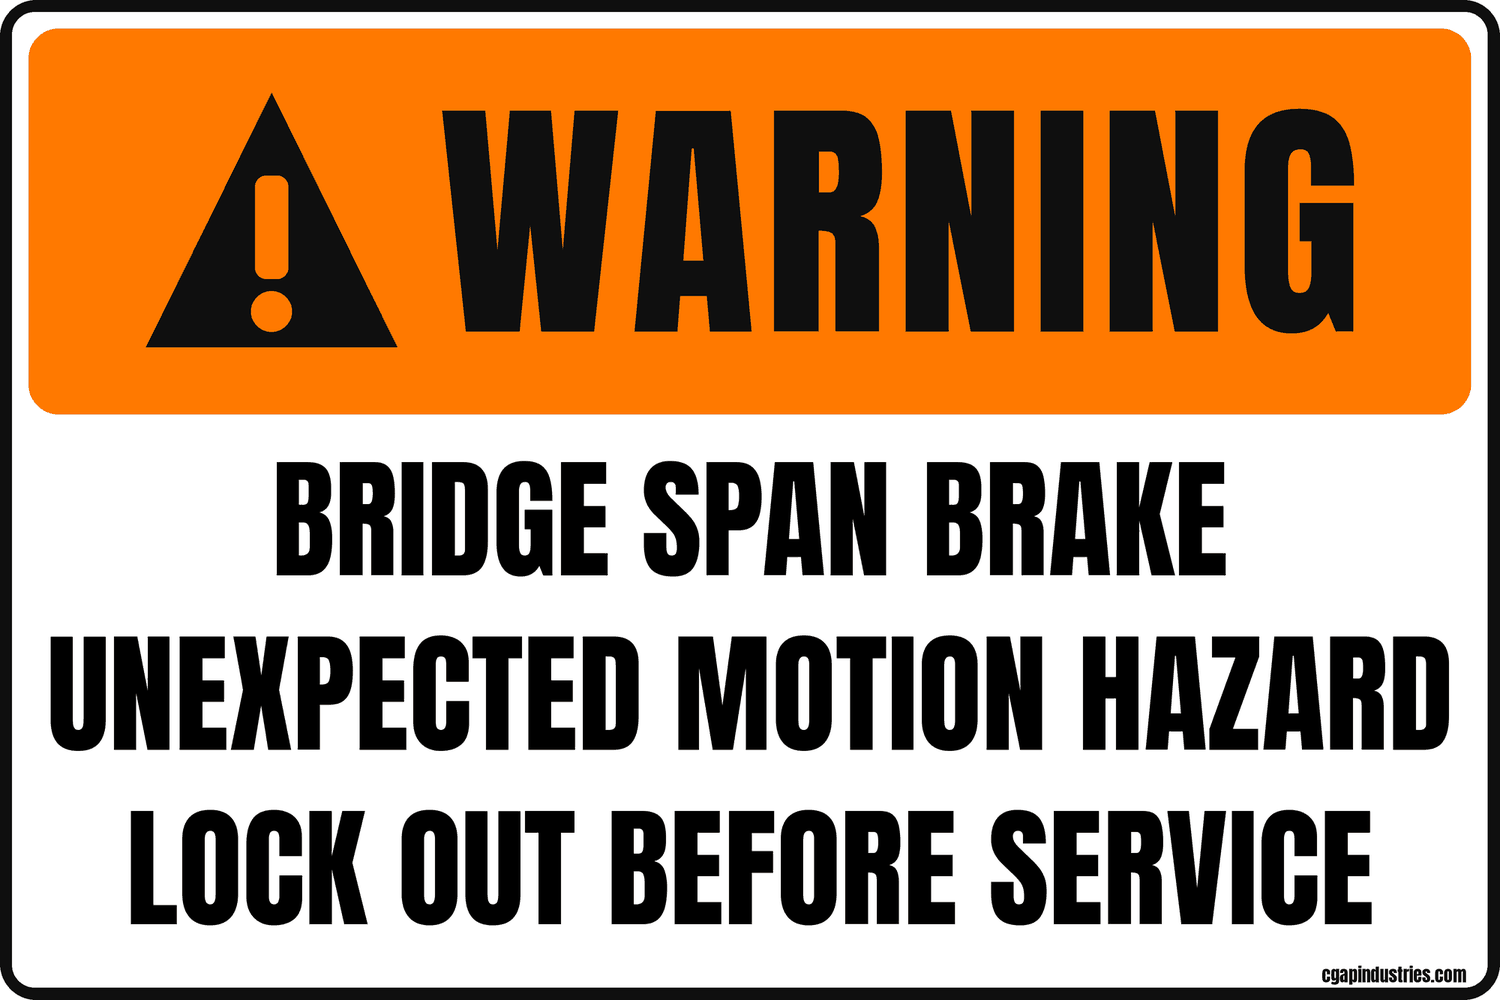 WARNING
BRIDGE SPAN BRAKE
UNEXPECTED MOTION HAZARD
LOCK OUT BEFORE SERVICE
cgapindustries.com